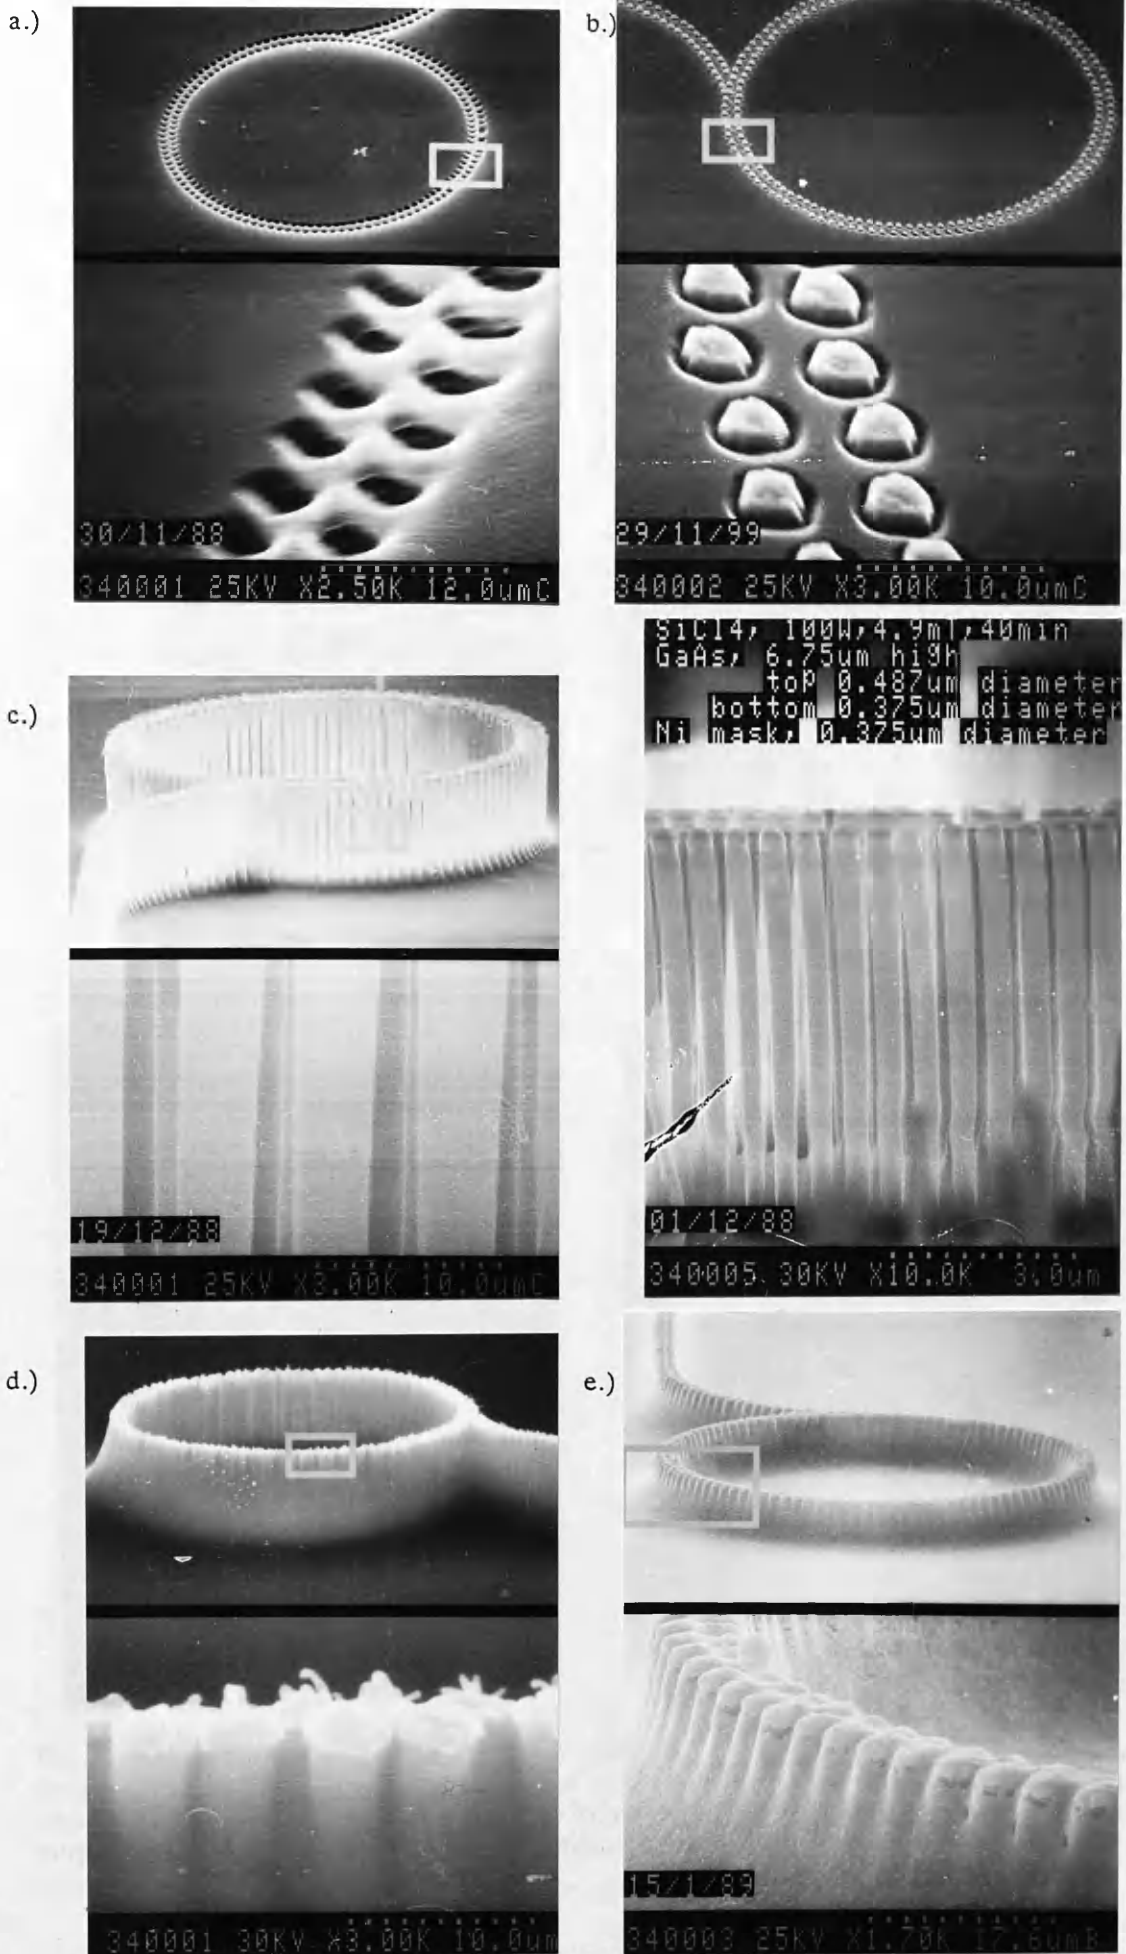 a.)
30/11/88
340001 25KV X2.50K 12.0umC
b.)
29/11/99
340002 25KV X3.00K 10.0umC
c.)
19/12/88
340001 25KV X3.00K 10.0umC
SiCl4, 100W,4.9mT,40min
GaAs, 6.75um high
top 0.487um diameter
bottom 0.375um diameter
Ni mask, 0.375um diameter
01/12/88
340005 30KV X10.0K 3.0um
d.)
340001 30KV X3.00K 10.0um
e.)
15/1/89
340003 25KV X1.70K 17.6umB